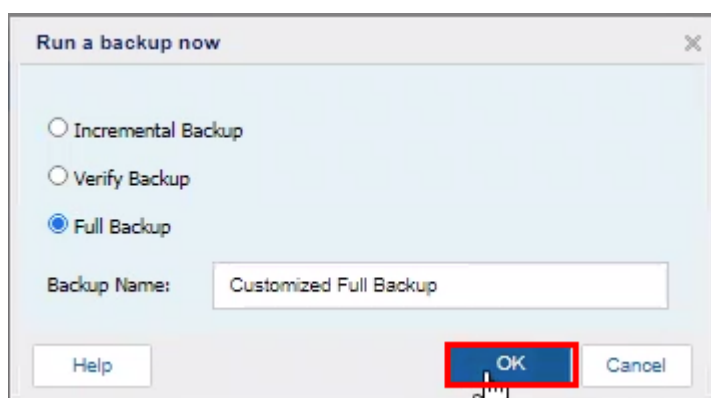 Run a backup now
Incremental Backup
Verify Backup
Full Backup
Backup Name: Customized Full Backup
Help OK Cancel